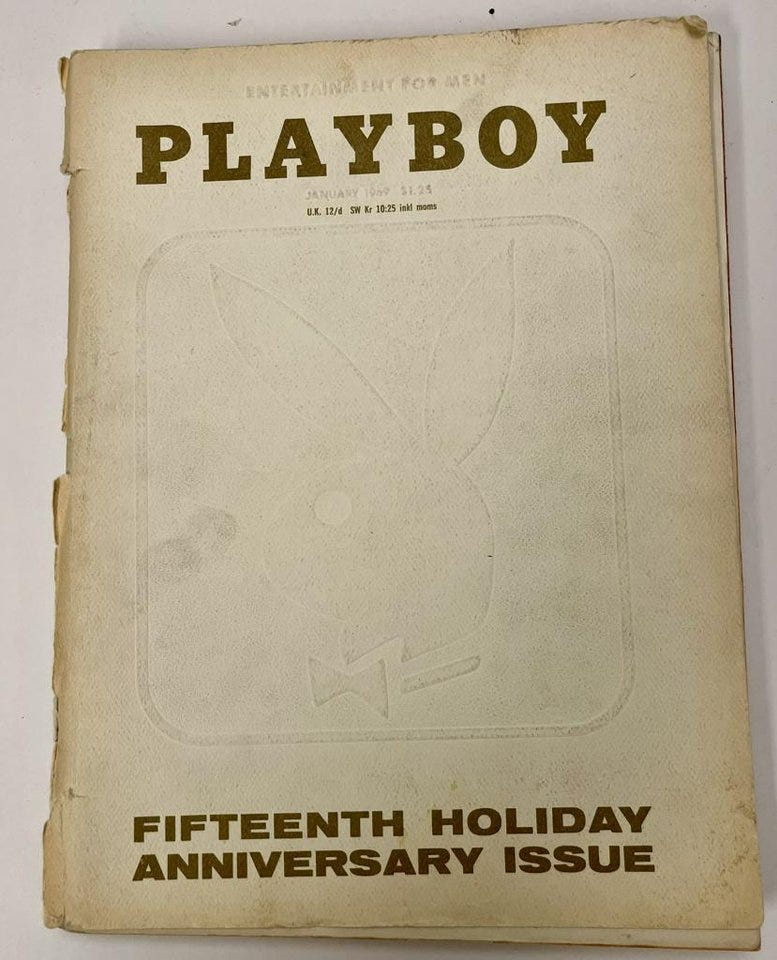 ENTERTAINMENT FOR MEN
PLAYBOY
JANUARY 1969 $1.25
U.K. 12/d SW Kr 10:25 inkl moms
FIFTEENTH HOLIDAY
ANNIVERSARY ISSUE